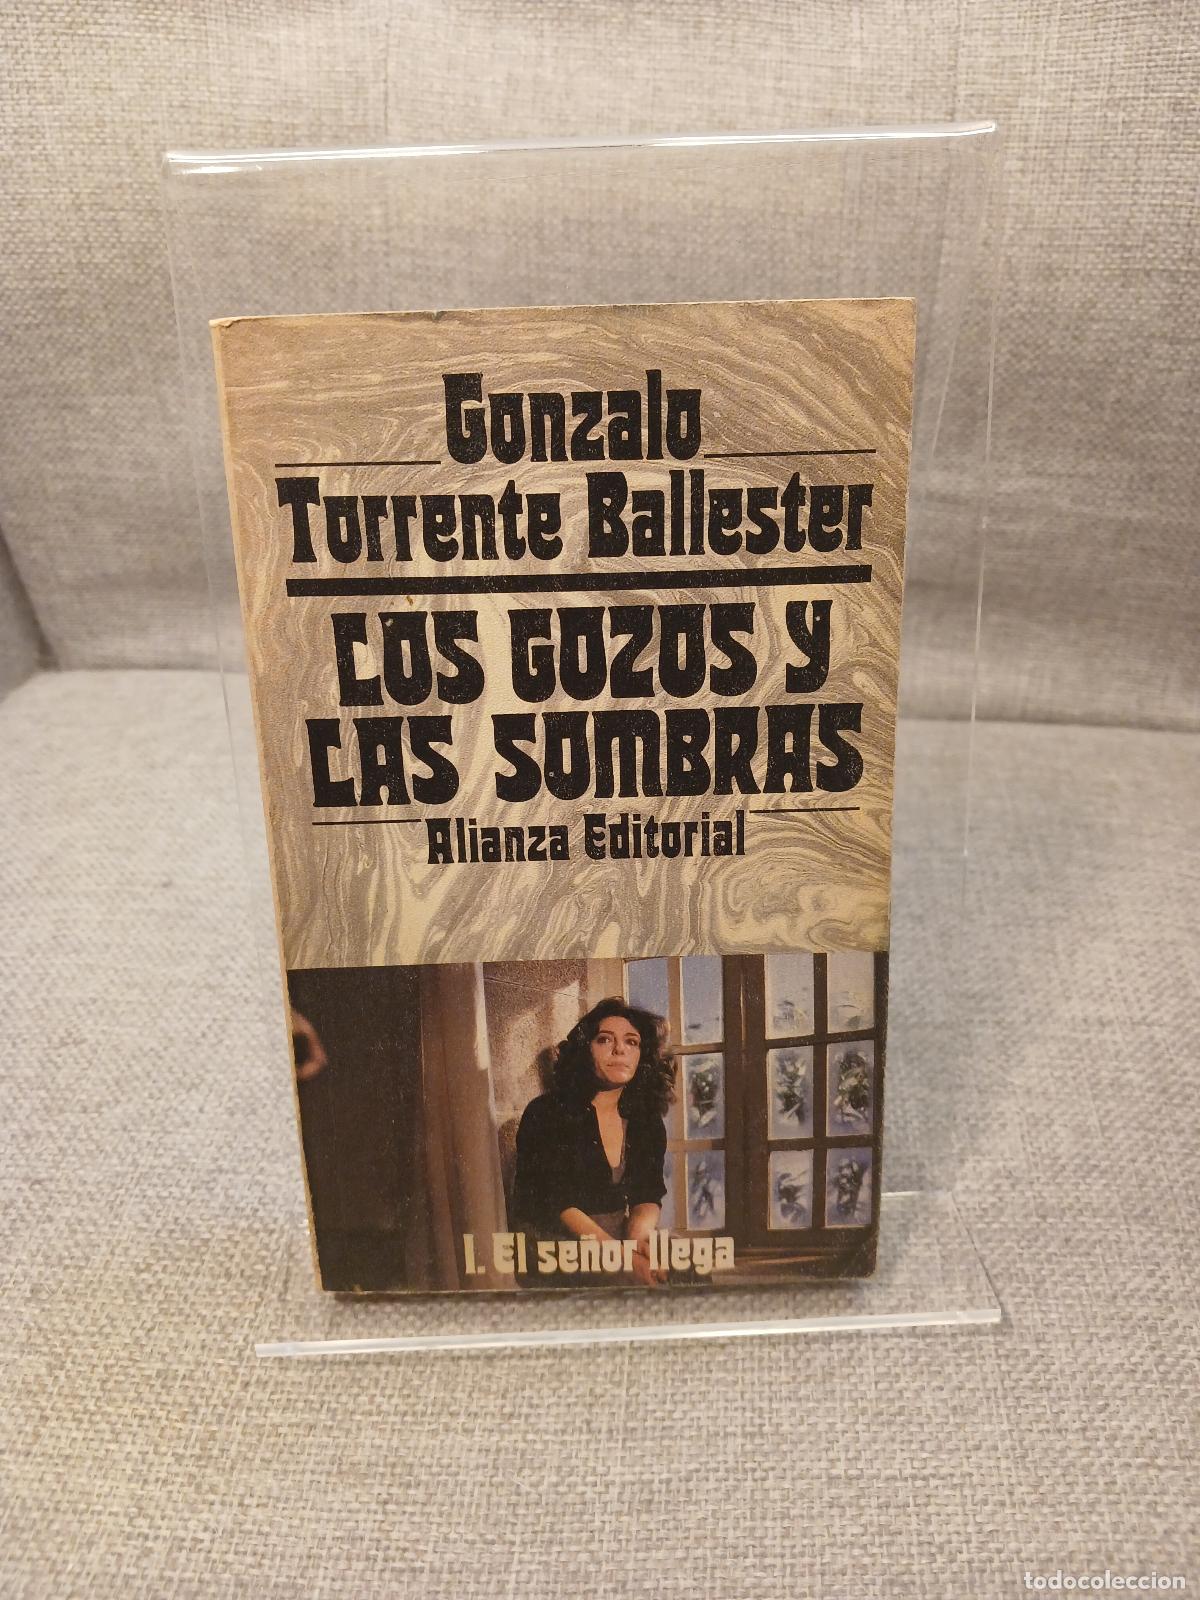 Gonzalo
Torrente Ballester
LOS GOZOS Y
LAS SOMBRAS
Alianza Editorial
I. El señor llega
todocoleccion